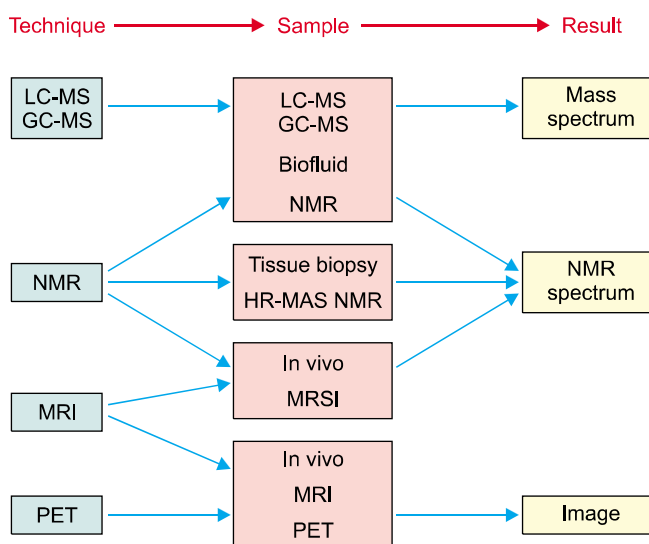 Technique Sample Result
LC-MS
GC-MS
LC-MS
GC-MS
Biofluid
NMR
Mass
spectrum
NMR
Tissue biopsy
HR-MAS NMR
NMR
spectrum
In vivo
MRSI
MRI
In vivo
MRI
PET
PET
Image